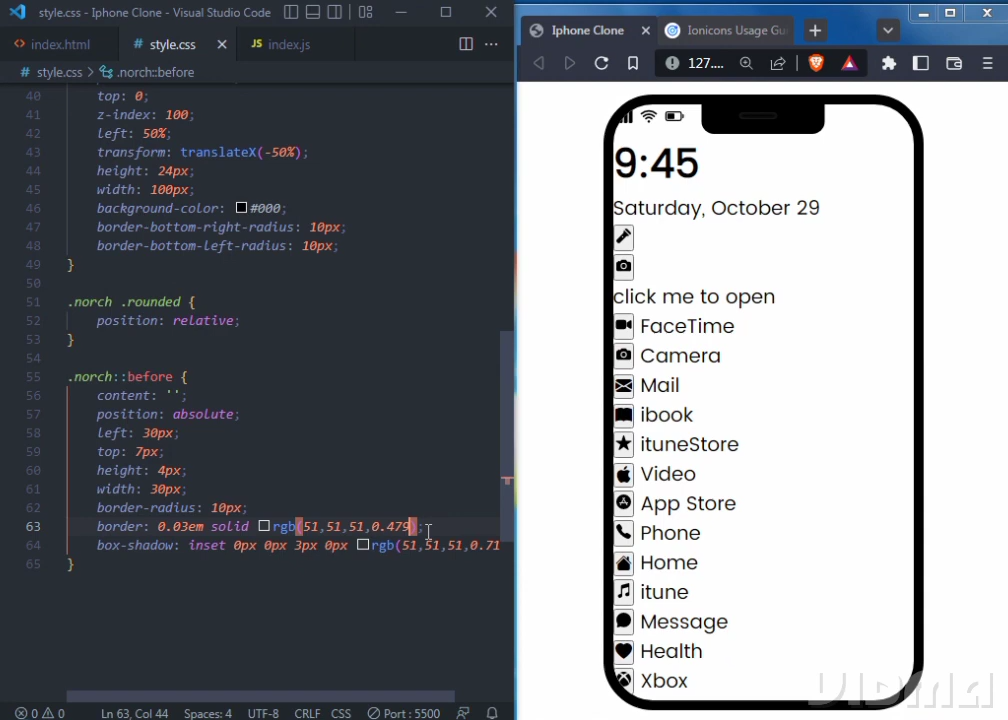 style.css - Iphone Clone - Visual Studio Code
index.html
# style.css
JS index.js
# style.css > .norch::before
40 top: 0;
41 z-index: 100;
42 left: 50%;
43 transform: translateX(-50%);
44 height: 24px;
45 width: 100px;
46 background-color: #000;
47 border-bottom-right-radius: 10px;
48 border-bottom-left-radius: 10px;
49 }
50
51 .norch .rounded {
52 position: relative;
53 }
54
55 .norch::before {
56 content: '';
57 position: absolute;
58 left: 30px;
59 top: 7px;
60 height: 4px;
61 width: 30px;
62 border-radius: 10px;
63 border: 0.03em solid rgb(51,51,51,0.479);
64 box-shadow: inset 0px 0px 3px 0px rgb(51,51,51,0.71
65 }
0 0
Ln 63, Col 44
Spaces: 4
UTF-8
CRLF
CSS
Port : 5500
Iphone Clone
Ionicons Usage Gu
127....
9:45
Saturday, October 29
click me to open
FaceTime
Camera
Mail
ibook
ituneStore
Video
App Store
Phone
Home
itune
Message
Health
Xbox
VIDMA